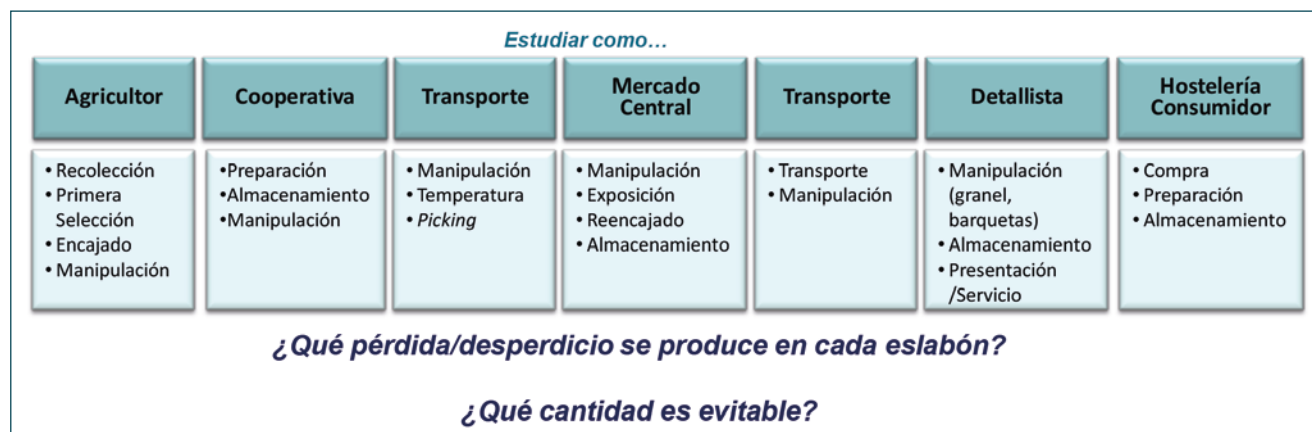 Estudiar como…
Agricultor
Cooperativa
Transporte
Mercado
Central
Transporte
Detallista
Hostelería
Consumidor
• Recolección
• Primera
Selección
• Encajado
• Manipulación
•Preparación
•Almacenamiento
•Manipulación
• Manipulación
• Temperatura
• Picking
• Manipulación
• Exposición
• Reencajado
• Almacenamiento
• Transporte
• Manipulación
• Manipulación
(granel,
barquetas)
• Almacenamiento
• Presentación
/Servicio
• Compra
• Preparación
• Almacenamiento
¿Qué pérdida/desperdicio se produce en cada eslabón?
¿Qué cantidad es evitable?